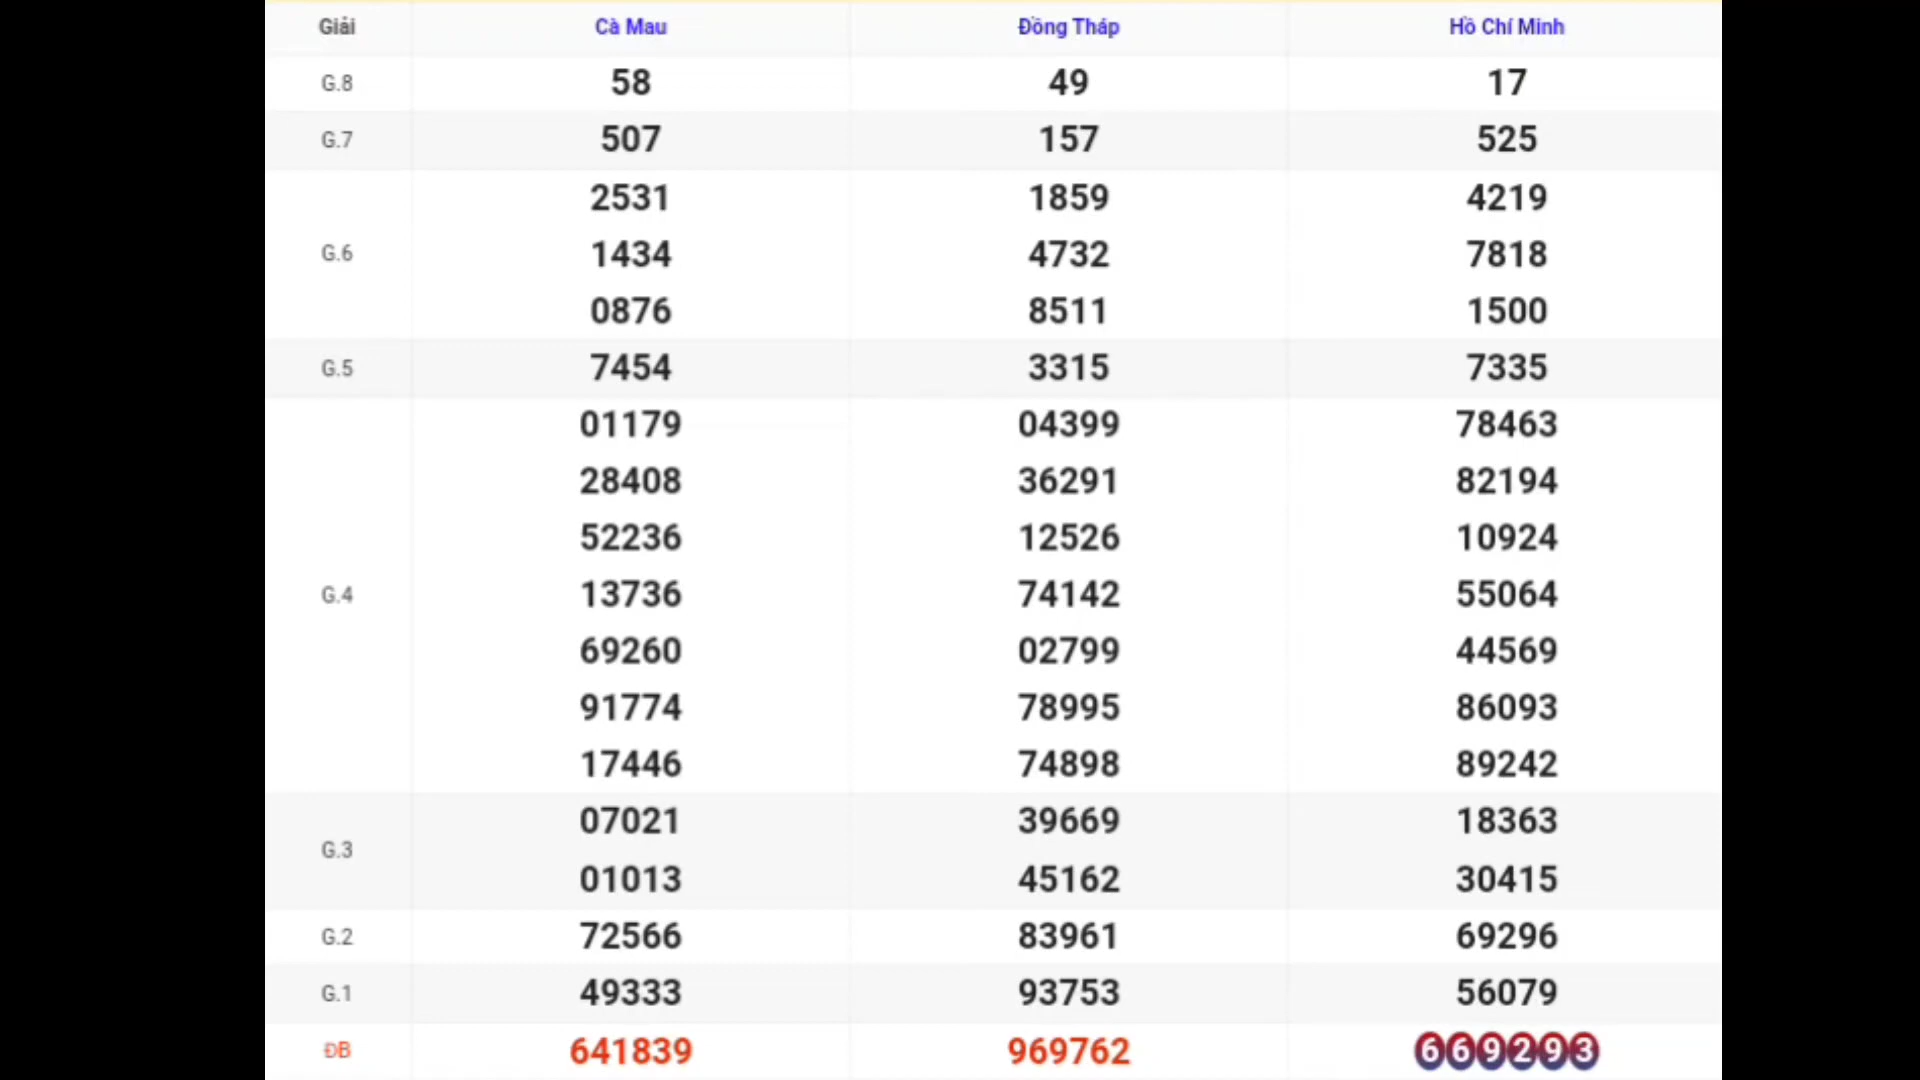 Giải Cà Mau Đồng Tháp Hồ Chí Minh
G.8 58 49 17
G.7 507 157 525
2531 1859 4219
G.6 1434 4732 7818
0876 8511 1500
G.5 7454 3315 7335
01179 04399 78463
28408 36291 82194
52236 12526 10924
G.4 13736 74142 55064
69260 02799 44569
91774 78995 86093
17446 74898 89242
07021 39669 18363
G.3
01013 45162 30415
G.2 72566 83961 69296
G.1 49333 93753 56079
ĐB 641839 969762 669293